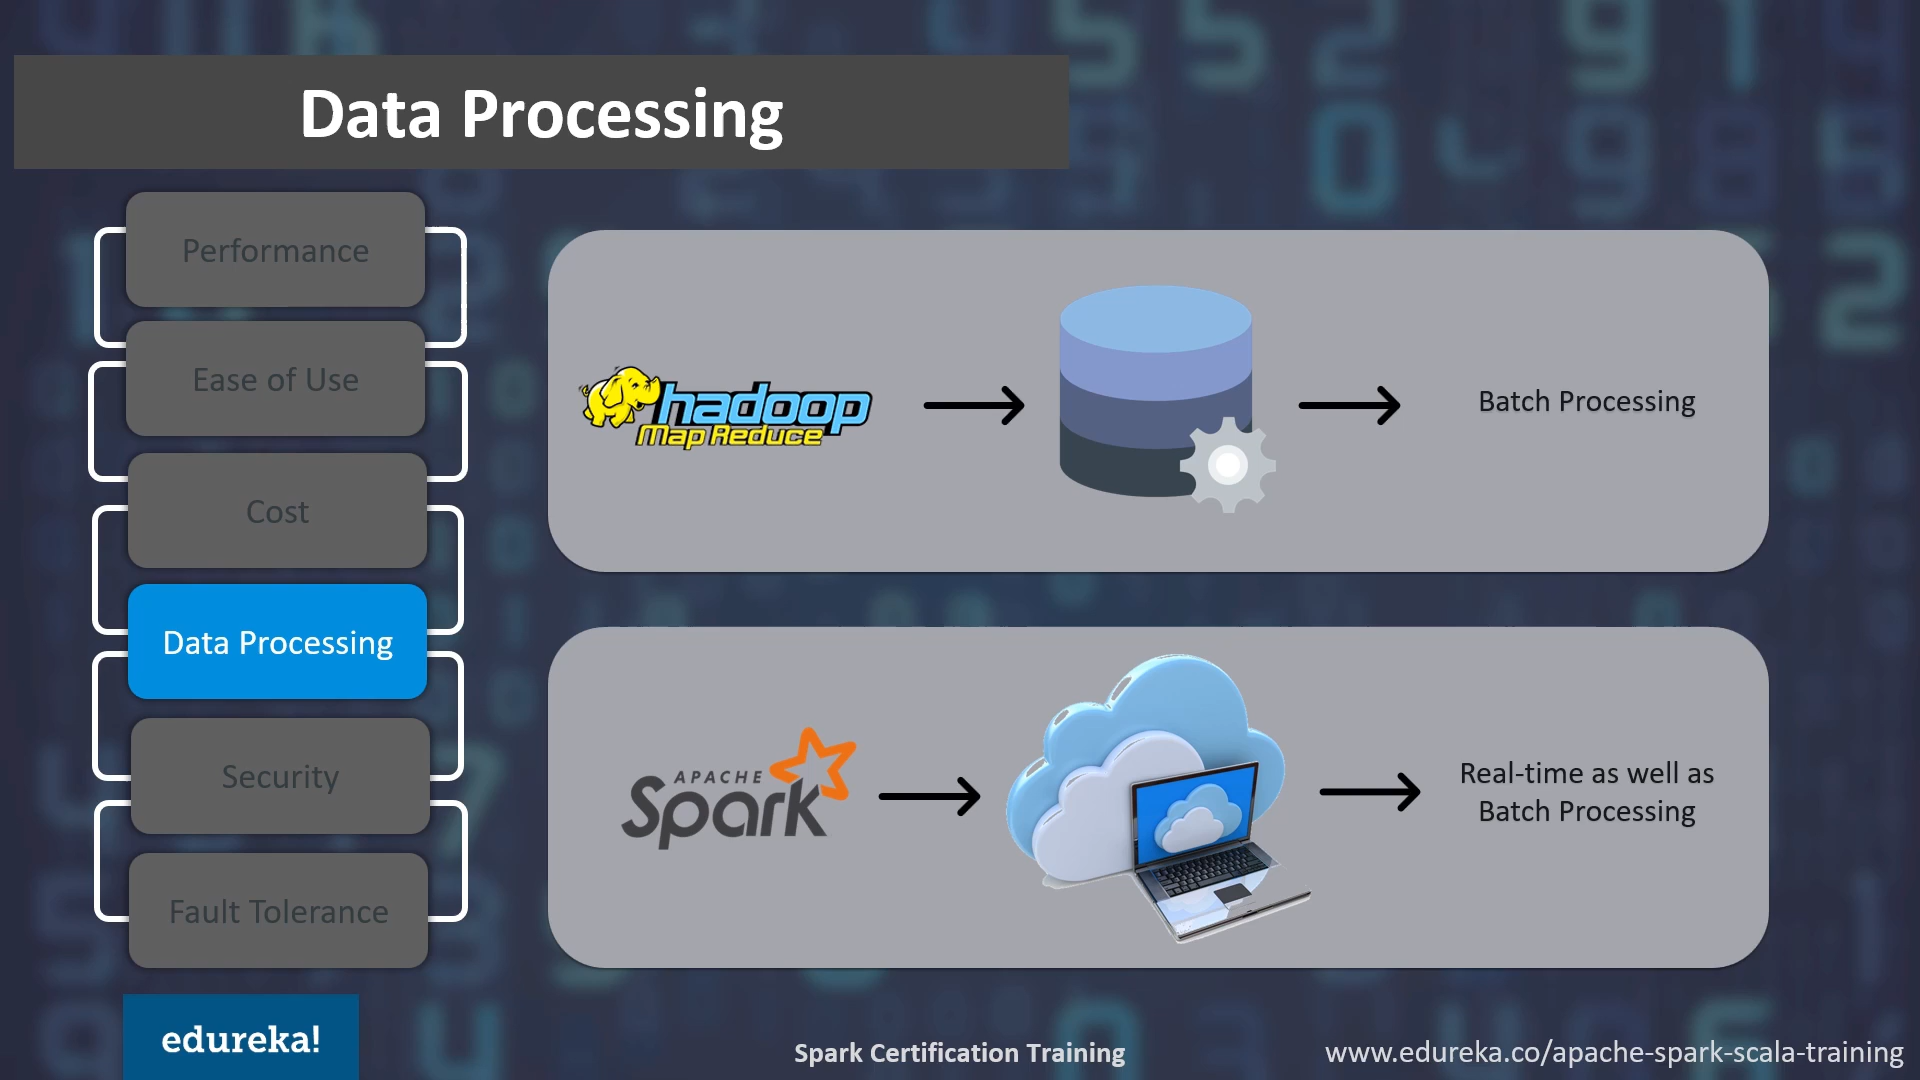 Data Processing
Performance
Ease of Use
Cost
Data Processing
Security
Fault Tolerance
hadoop
Map Reduce
Batch Processing
APACHE
Spark
Real-time as well as
Batch Processing
edureka!
Spark Certification Training
www.edureka.co/apache-spark-scala-training